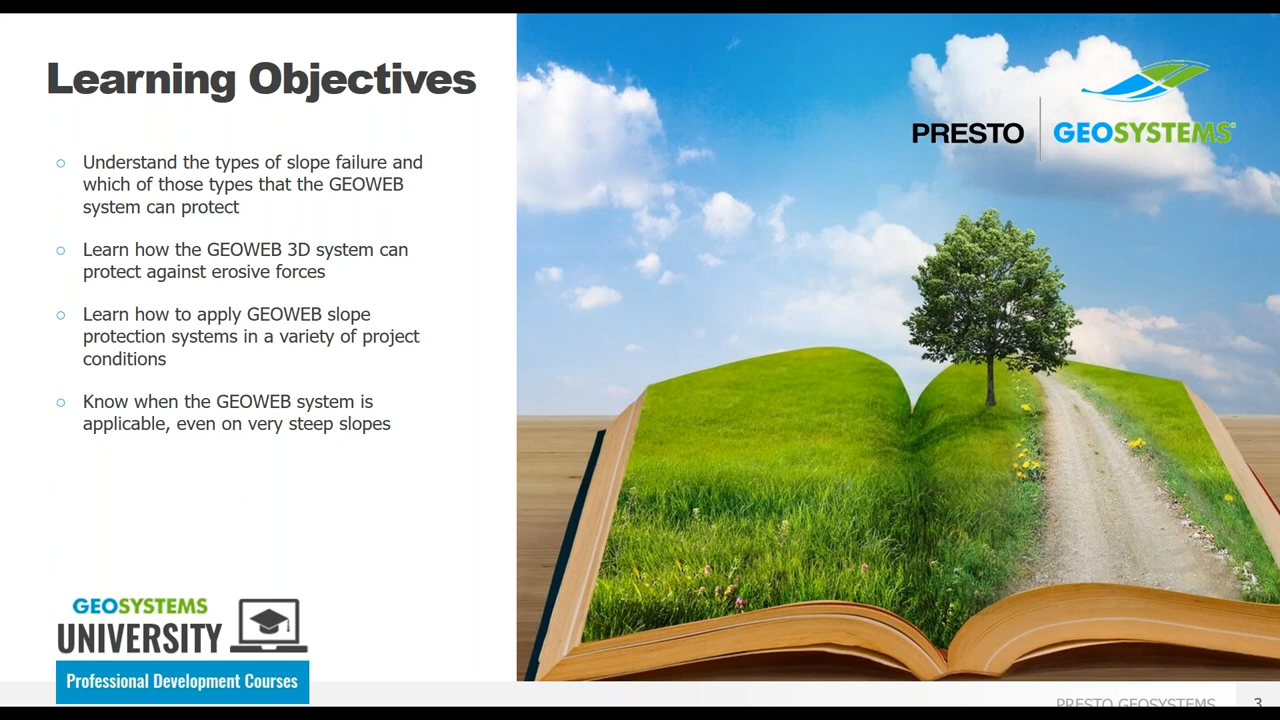 Learning Objectives
○ Understand the types of slope failure and
which of those types that the GEOWEB
system can protect
○ Learn how the GEOWEB 3D system can
protect against erosive forces
○ Learn how to apply GEOWEB slope
protection systems in a variety of project
conditions
○ Know when the GEOWEB system is
applicable, even on very steep slopes
PRESTO GEOSYSTEMS®
GEOSYSTEMS
UNIVERSITY
Professional Development Courses
PRESTO GEOSYSTEMS 3